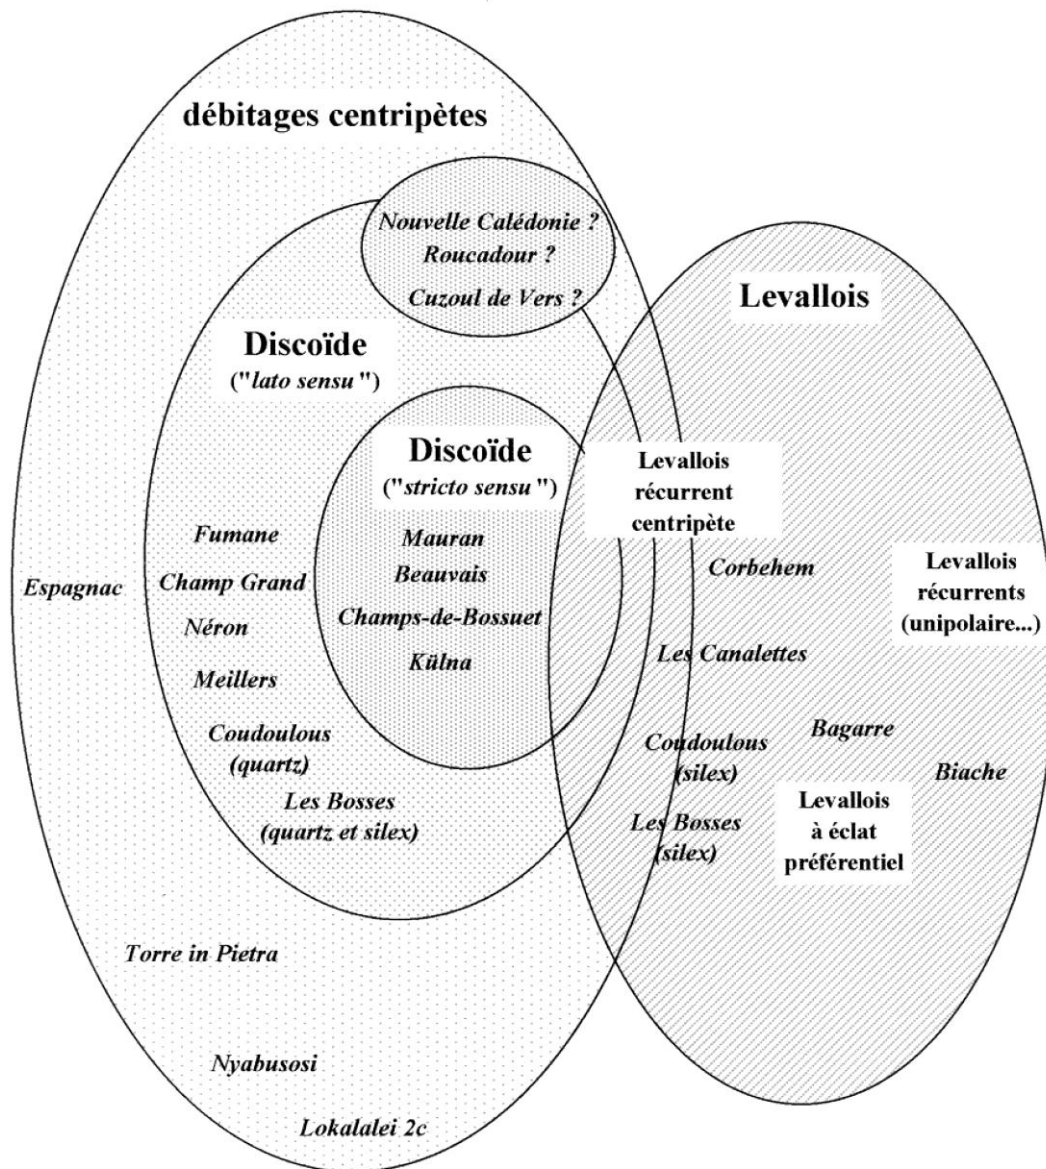 débitages centripètes
Nouvelle Calédonie ?
Roucadour ?
Cuzoul de Vers ?
Discoïde
("lato sensu")
Discoïde
("stricto sensu")
Mauran
Beauvais
Champs-de-Bossuet
Külna
Fumane
Champ Grand
Néron
Meillers
Coudoulous
(quartz)
Les Bosses
(quartz et silex)
Espagnac
Torre in Pietra
Nyabusosi
Lokalalei 2c
Levallois
Levallois
récurrent
centripète
Corbehem
Les Canalettes
Coudoulous
(silex)
Les Bosses
(silex)
Levallois
récurrents
(unipolaire...)
Bagarre
Biache
Levallois
à éclat
préférentiel